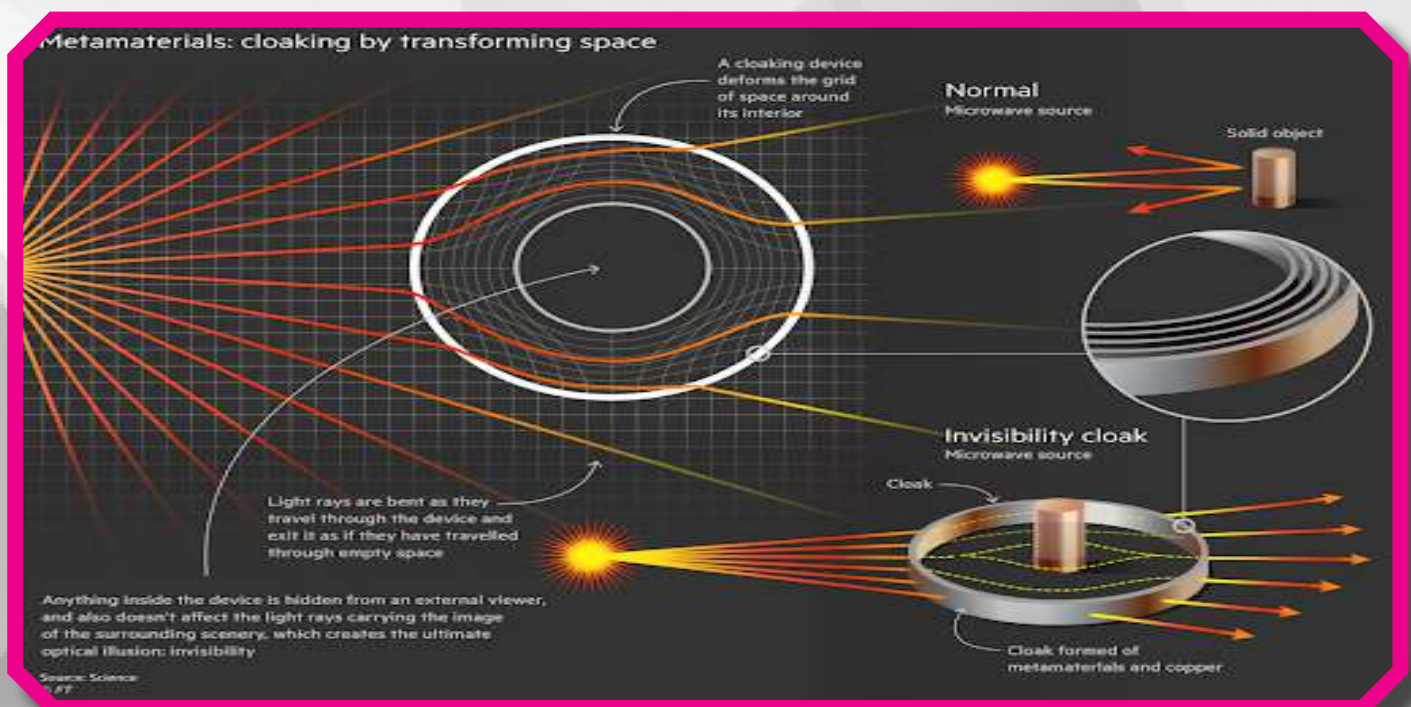 Metamaterials: cloaking by transforming space
A cloaking device
deforms the grid
of space around
its interior
Normal
Microwave source
Solid object
Invisibility cloak
Microwave source
Cloak
Light rays are bent as they
travel through the device and
exit it as if they have travelled
through empty space
Anything inside the device is hidden from an external viewer,
and also doesn't affect the light rays carrying the image
of the surrounding scenery, which creates the ultimate
optical illusion: invisibility
Cloak formed of
metamaterials and copper
Source: Science
© FT